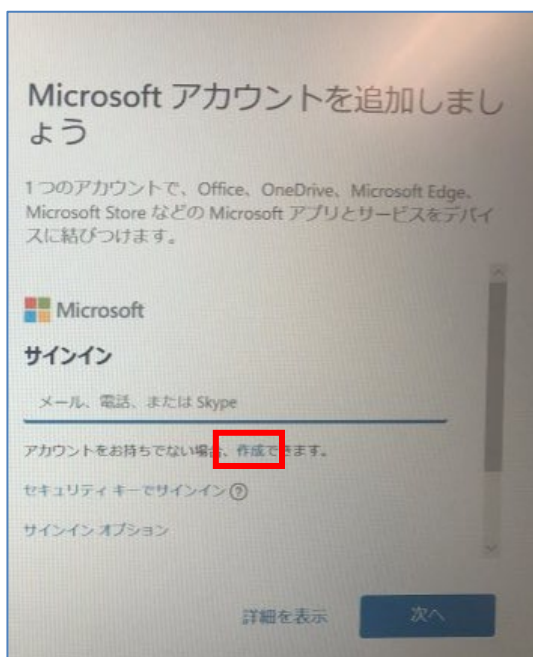 Microsoft アカウントを追加しまし
ょう
1 つのアカウントで、Office、OneDrive、Microsoft Edge、
Microsoft Store などの Microsoft アプリとサービスをデバイ
スに結びつけます。
Microsoft
サインイン
メール、電話、または Skype
アカウントをお持ちでない場合、作成できます。
セキュリティ キーでサインイン ?
サインイン オプション
詳細を表示
次へ